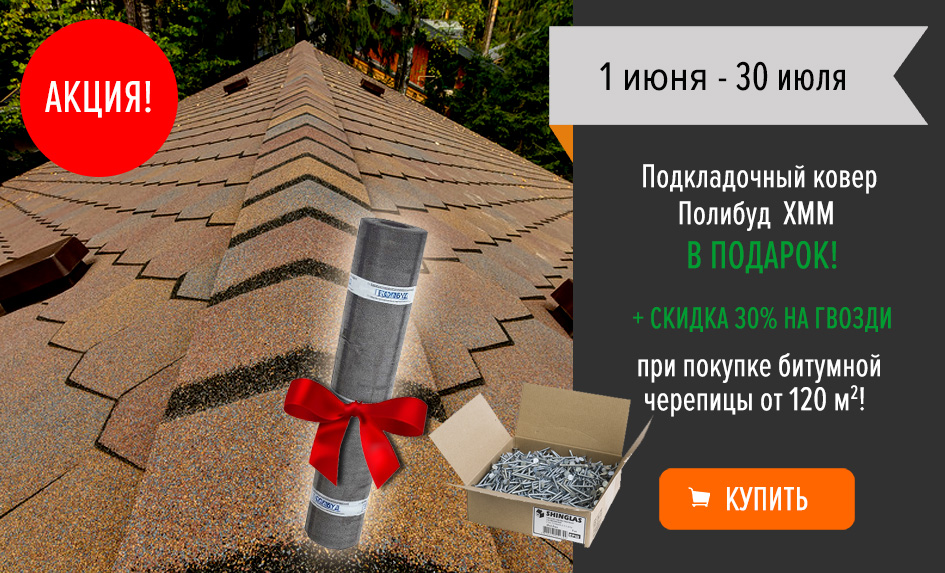 АКЦИЯ!
1 июня - 30 июля
Подкладочный ковер
Полибуд ХММ
В ПОДАРОК!
+ СКИДКА 30% НА ГВОЗДИ
при покупке битумной
черепицы от 120 м²!
КУПИТЬ
SHINGLAS